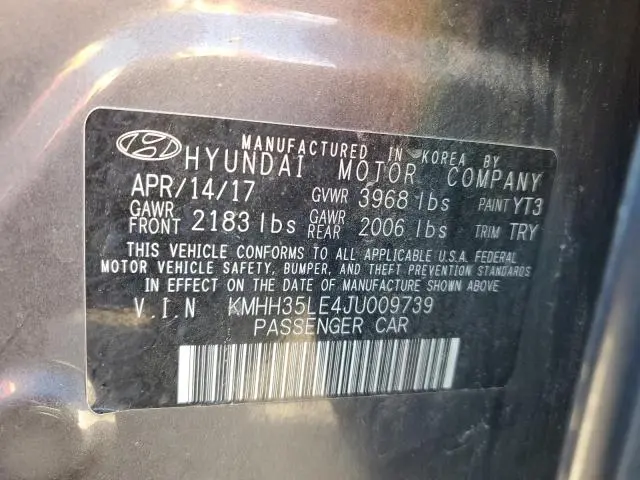 MANUFACTURED IN KOREA BY
HYUNDAI MOTOR COMPANY
APR/14/17 GVWR 3968 lbs PAINT YT3
GAWR FRONT 2183 lbs GAWR REAR 2006 lbs TRIM TRY
THIS VEHICLE CONFORMS TO ALL APPLICABLE U.S.A. FEDERAL
MOTOR VEHICLE SAFETY, BUMPER, AND THEFT PREVENTION STANDARDS
IN EFFECT ON THE DATE OF MANUFACTURE SHOWN ABOVE
V.I.N KMHH35LE4JU009739
PASSENGER CAR